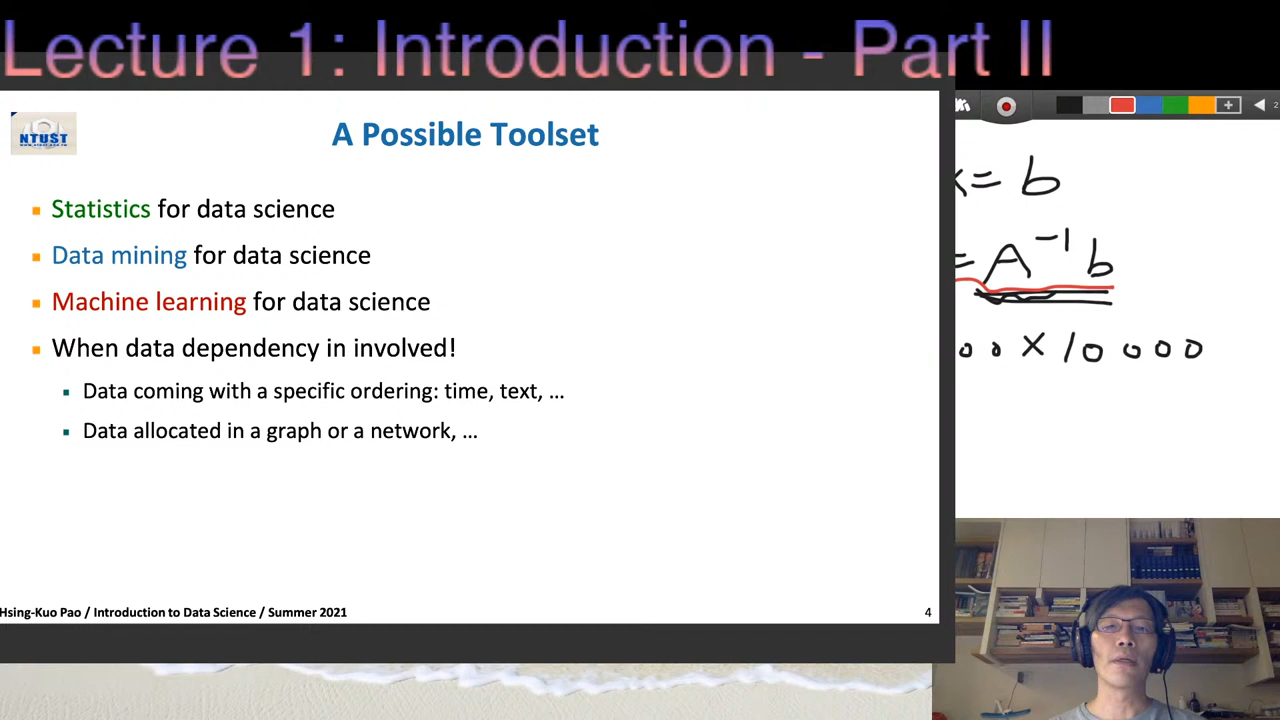 Lecture 1: Introduction - Part II
NTUST
A Possible Toolset
Statistics for data science
Data mining for data science
Machine learning for data science
When data dependency in involved!
Data coming with a specific ordering: time, text, ...
Data allocated in a graph or a network, ...
Hsing-Kuo Pao / Introduction to Data Science / Summer 2021
4
= b
= A⁻¹ b
00 × 10000
2